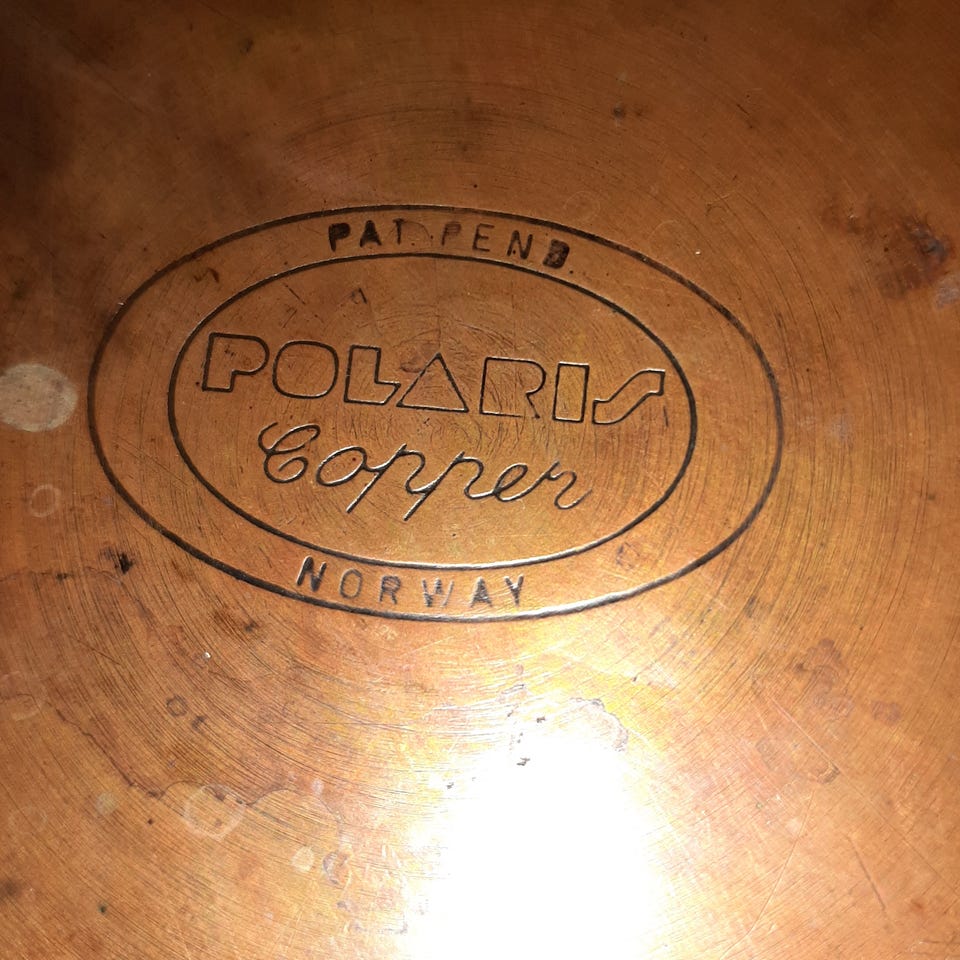 PAT. PEND.
POLARIS
Copper
NORWAY